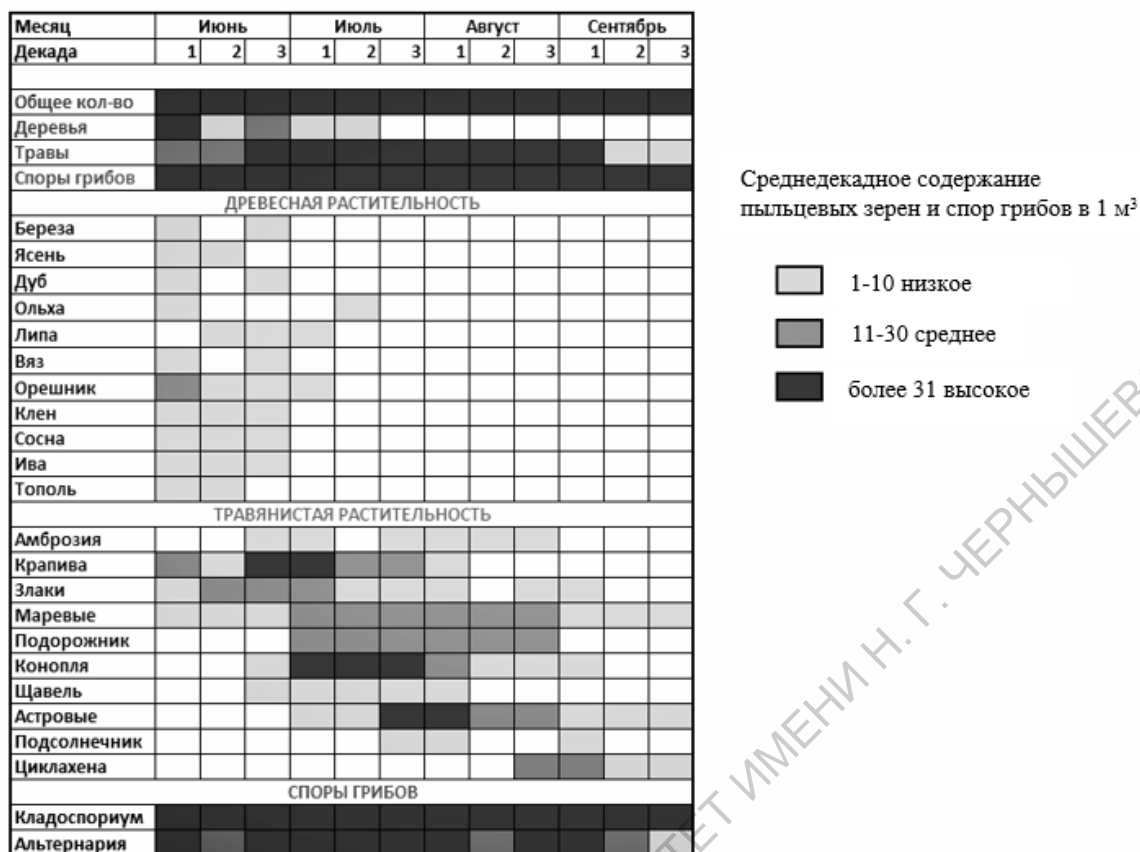 Месяц Июнь Июль Август Сентябрь
Декада 1 2 3 1 2 3 1 2 3 1 2 3
Общее кол-во
Деревья
Травы
Споры грибов
ДРЕВЕСНАЯ РАСТИТЕЛЬНОСТЬ
Береза
Ясень
Дуб
Ольха
Липа
Вяз
Орешник
Клен
Сосна
Ива
Тополь
ТРАВЯНИСТАЯ РАСТИТЕЛЬНОСТЬ
Амброзия
Крапива
Злаки
Маревые
Подорожник
Конопля
Щавель
Астровые
Подсолнечник
Циклахена
СПОРЫ ГРИБОВ
Кладоспориум
Альтернария
Среднедекадное содержание
пыльцевых зерен и спор грибов в 1 м³
1-10 низкое
11-30 среднее
более 31 высокое
ИМЕНИ Н. Г.